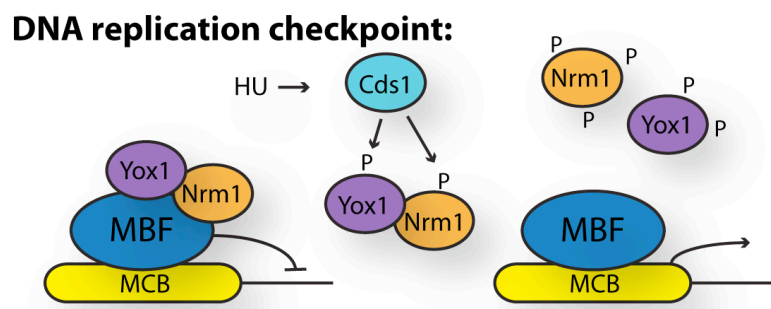 DNA replication checkpoint:
HU
Cds1
P
P
Nrm1
P
P
Yox1
P
Yox1
Nrm1
MBF
MCB
P
Yox1
P
Nrm1
MBF
MCB